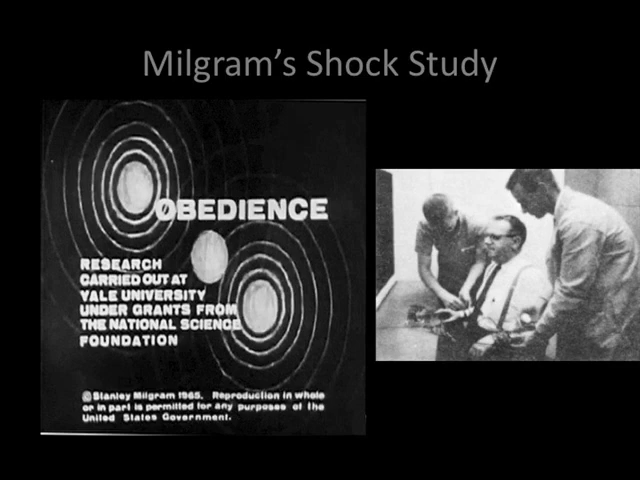 Milgram's Shock Study
OBEDIENCE
RESEARCH
CARRIED OUT AT
YALE UNIVERSITY
UNDER GRANTS FROM
THE NATIONAL SCIENCE
FOUNDATION
©Stanley Milgram 1965. Reproduction in whole
or in part is permitted for any purposes of the
United States Government.